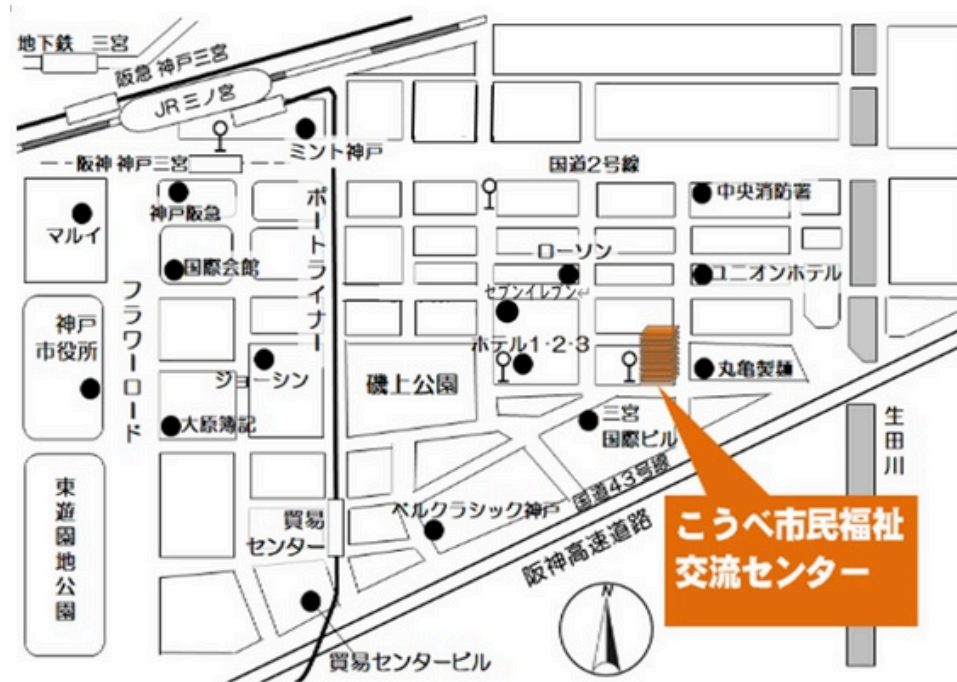 地下鉄 三宮
阪急 神戸三宮
JR 三ノ宮
ミント神戸
阪神 神戸三宮
国道2号線
中央消防署
神戸阪急
マルイ
ポートライナー
ローソン
国際会館
ユニオンホテル
セブンイレブン↵
フラワーロード
神戸
市役所
ホテル1・2・3
ジョーシン
磯上公園
丸亀製麺
大原簿記
三宮
国際ビル
生田川
国道43号線
東遊園地公園
貿易
センター
ベルクラシック神戸
阪神高速道路
こうべ市民福祉
交流センター
N
貿易センタービル